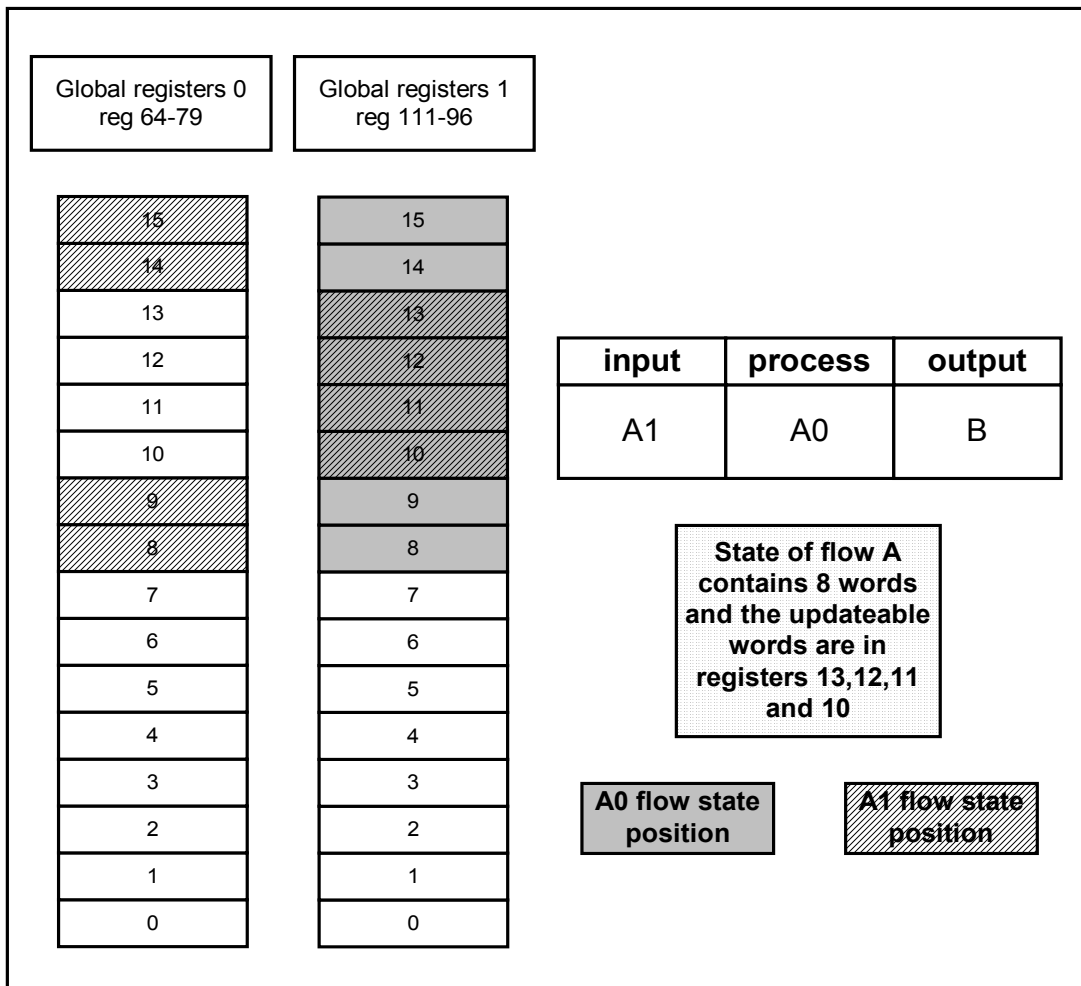 Global registers 0
reg 64-79
Global registers 1
reg 111-96
15
14
13
12
11
10
9
8
7
6
5
4
3
2
1
0
15
14
13
12
11
10
9
8
7
6
5
4
3
2
1
0
input process output
A1 A0 B
State of flow A
contains 8 words
and the updateable
words are in
registers 13,12,11
and 10
A0 flow state
position
A1 flow state
position